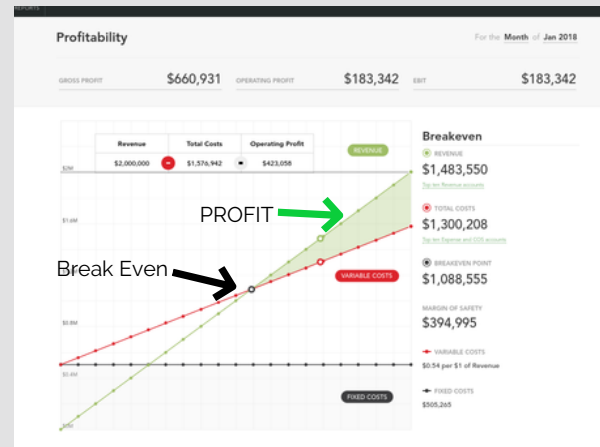 REPORTS
Profitability
For the Month of Jan 2018
GROSS PROFIT $660,931 OPERATING PROFIT $183,342 EBIT $183,342
Revenue Total Costs Operating Profit
$2,000,000 $1,576,942 $423,058
REVENUE
$2M
$1.6M
PROFIT
Break Even
VARIABLE COSTS
$0.8M
$0.4M
FIXED COSTS
$0M
Breakeven
REVENUE
$1,483,550
Top ten Revenue accounts
TOTAL COSTS
$1,300,208
Top ten Expense and COS accounts
BREAKEVEN POINT
$1,088,555
MARGIN OF SAFETY
$394,995
VARIABLE COSTS
$0.54 per $1 of Revenue
FIXED COSTS
$505,265